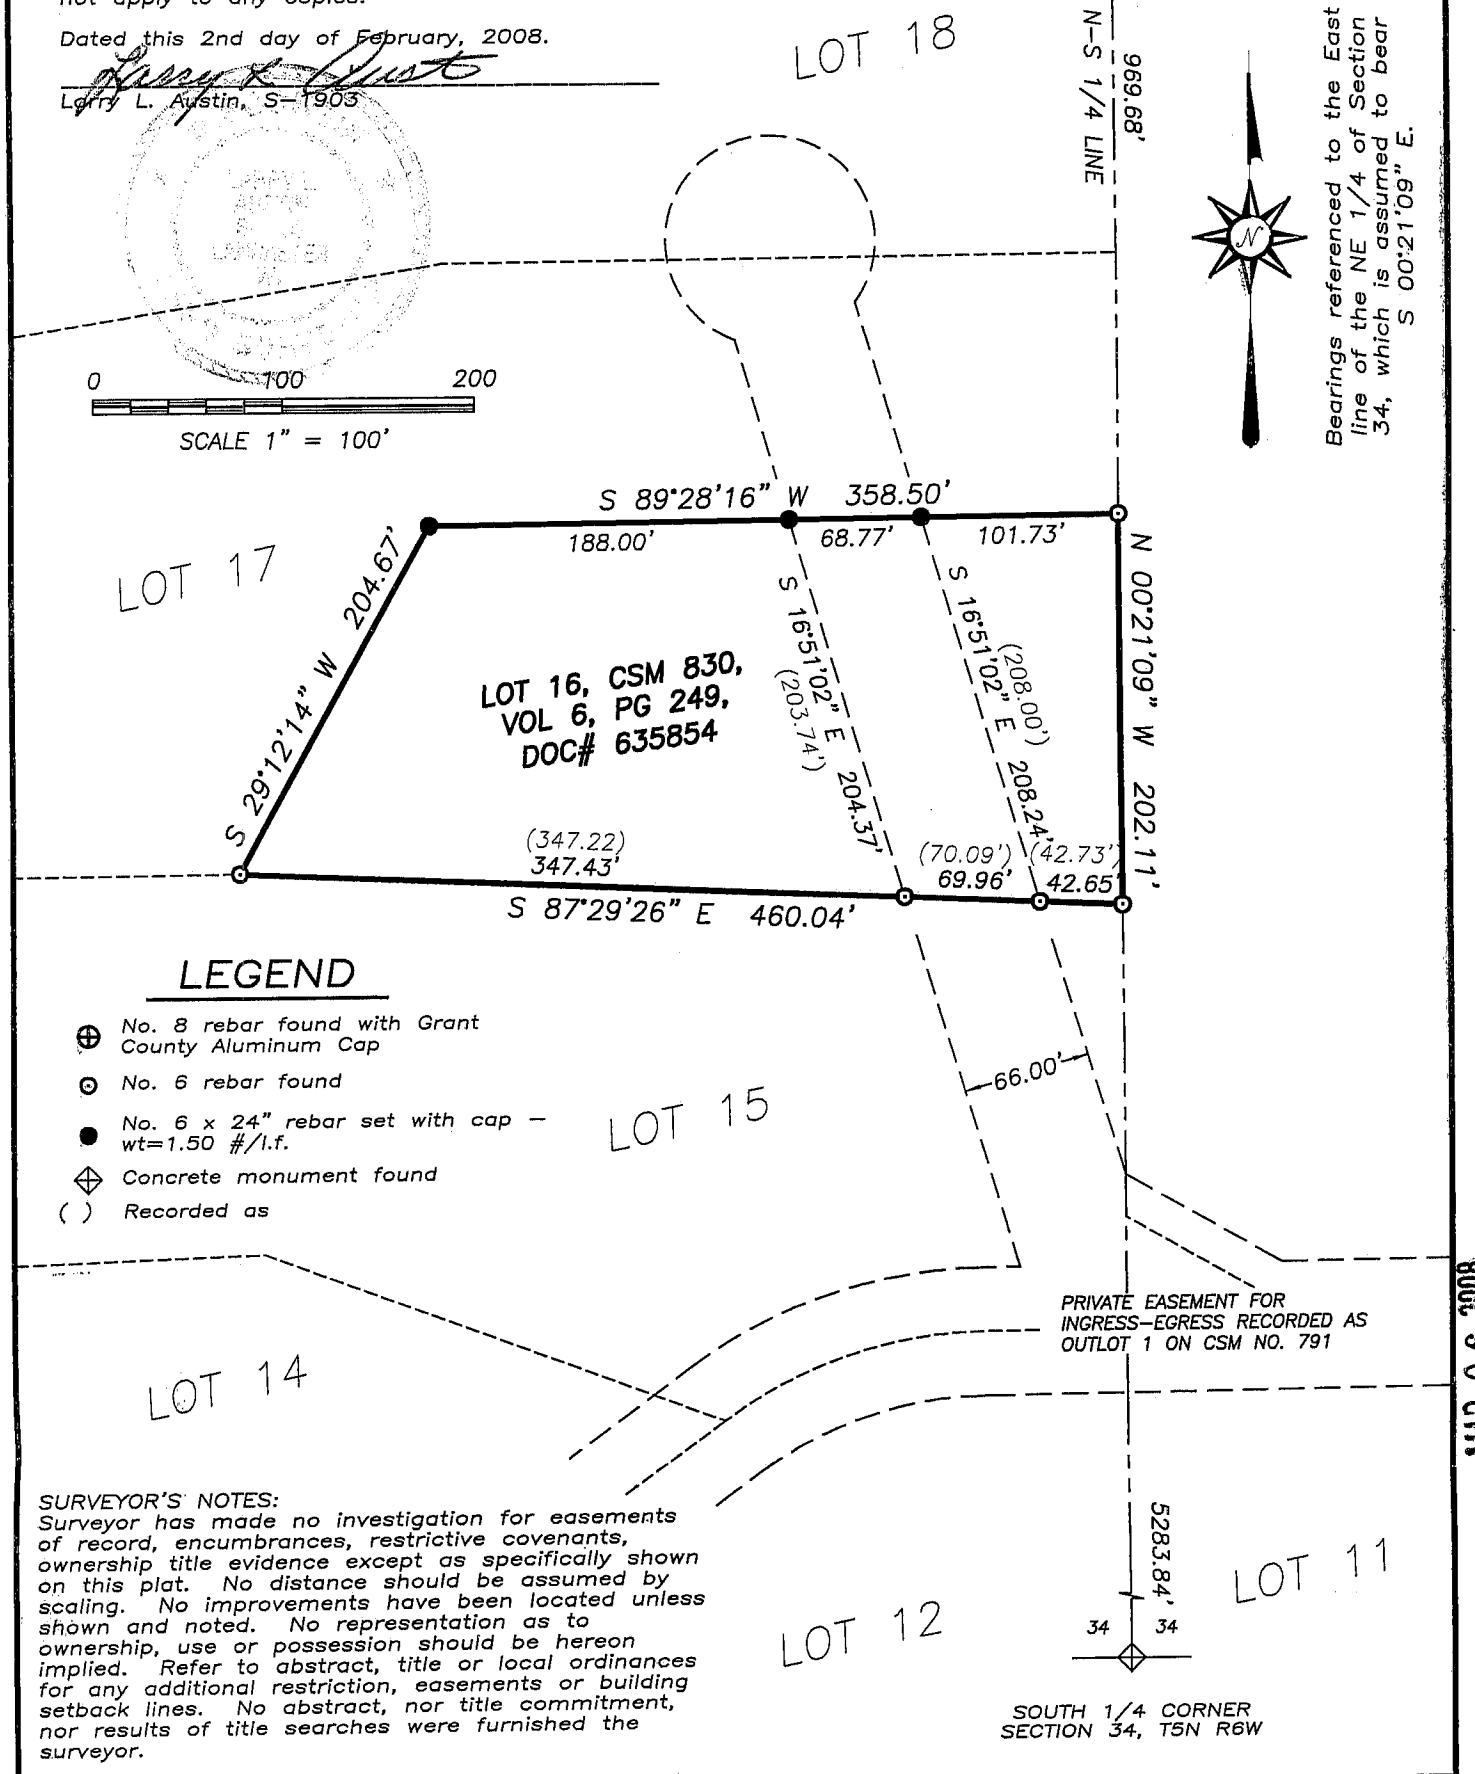 not apply to any copies.
Dated this 2nd day of February, 2008.
Larry L. Austin, S-1903
LOT 18
N-S 1/4 LINE
969.68'
Bearings referenced to the East
line of the NE 1/4 of Section
34, which is assumed to bear
S 00°21'09" E.
N
0 100 200
SCALE 1" = 100'
S 89°28'16" W 358.50'
188.00' 68.77' 101.73'
LOT 17
S 29°12'14" W 204.67'
N 00°21'09" W 202.11'
S 16°51'02" E 204.37'
(203.74')
S 16°51'02" E 208.24'
(208.00')
LOT 16, CSM 830,
VOL 6, PG 249,
DOC# 635854
(347.22)
347.43'
(70.09') (42.73')
69.96' 42.65'
S 87°29'26" E 460.04'
LEGEND
No. 8 rebar found with Grant
County Aluminum Cap
No. 6 rebar found
No. 6 x 24" rebar set with cap -
wt=1.50 #/l.f.
Concrete monument found
( ) Recorded as
LOT 15
66.00'
PRIVATE EASEMENT FOR
INGRESS-EGRESS RECORDED AS
OUTLOT 1 ON CSM NO. 791
LOT 14
SURVEYOR'S NOTES:
Surveyor has made no investigation for easements
of record, encumbrances, restrictive covenants,
ownership title evidence except as specifically shown
on this plat. No distance should be assumed by
scaling. No improvements have been located unless
shown and noted. No representation as to
ownership, use or possession should be hereon
implied. Refer to abstract, title or local ordinances
for any additional restriction, easements or building
setback lines. No abstract, nor title commitment,
nor results of title searches were furnished the
surveyor.
LOT 12
5283.84'
LOT 11
34 34
SOUTH 1/4 CORNER
SECTION 34, T5N R6W